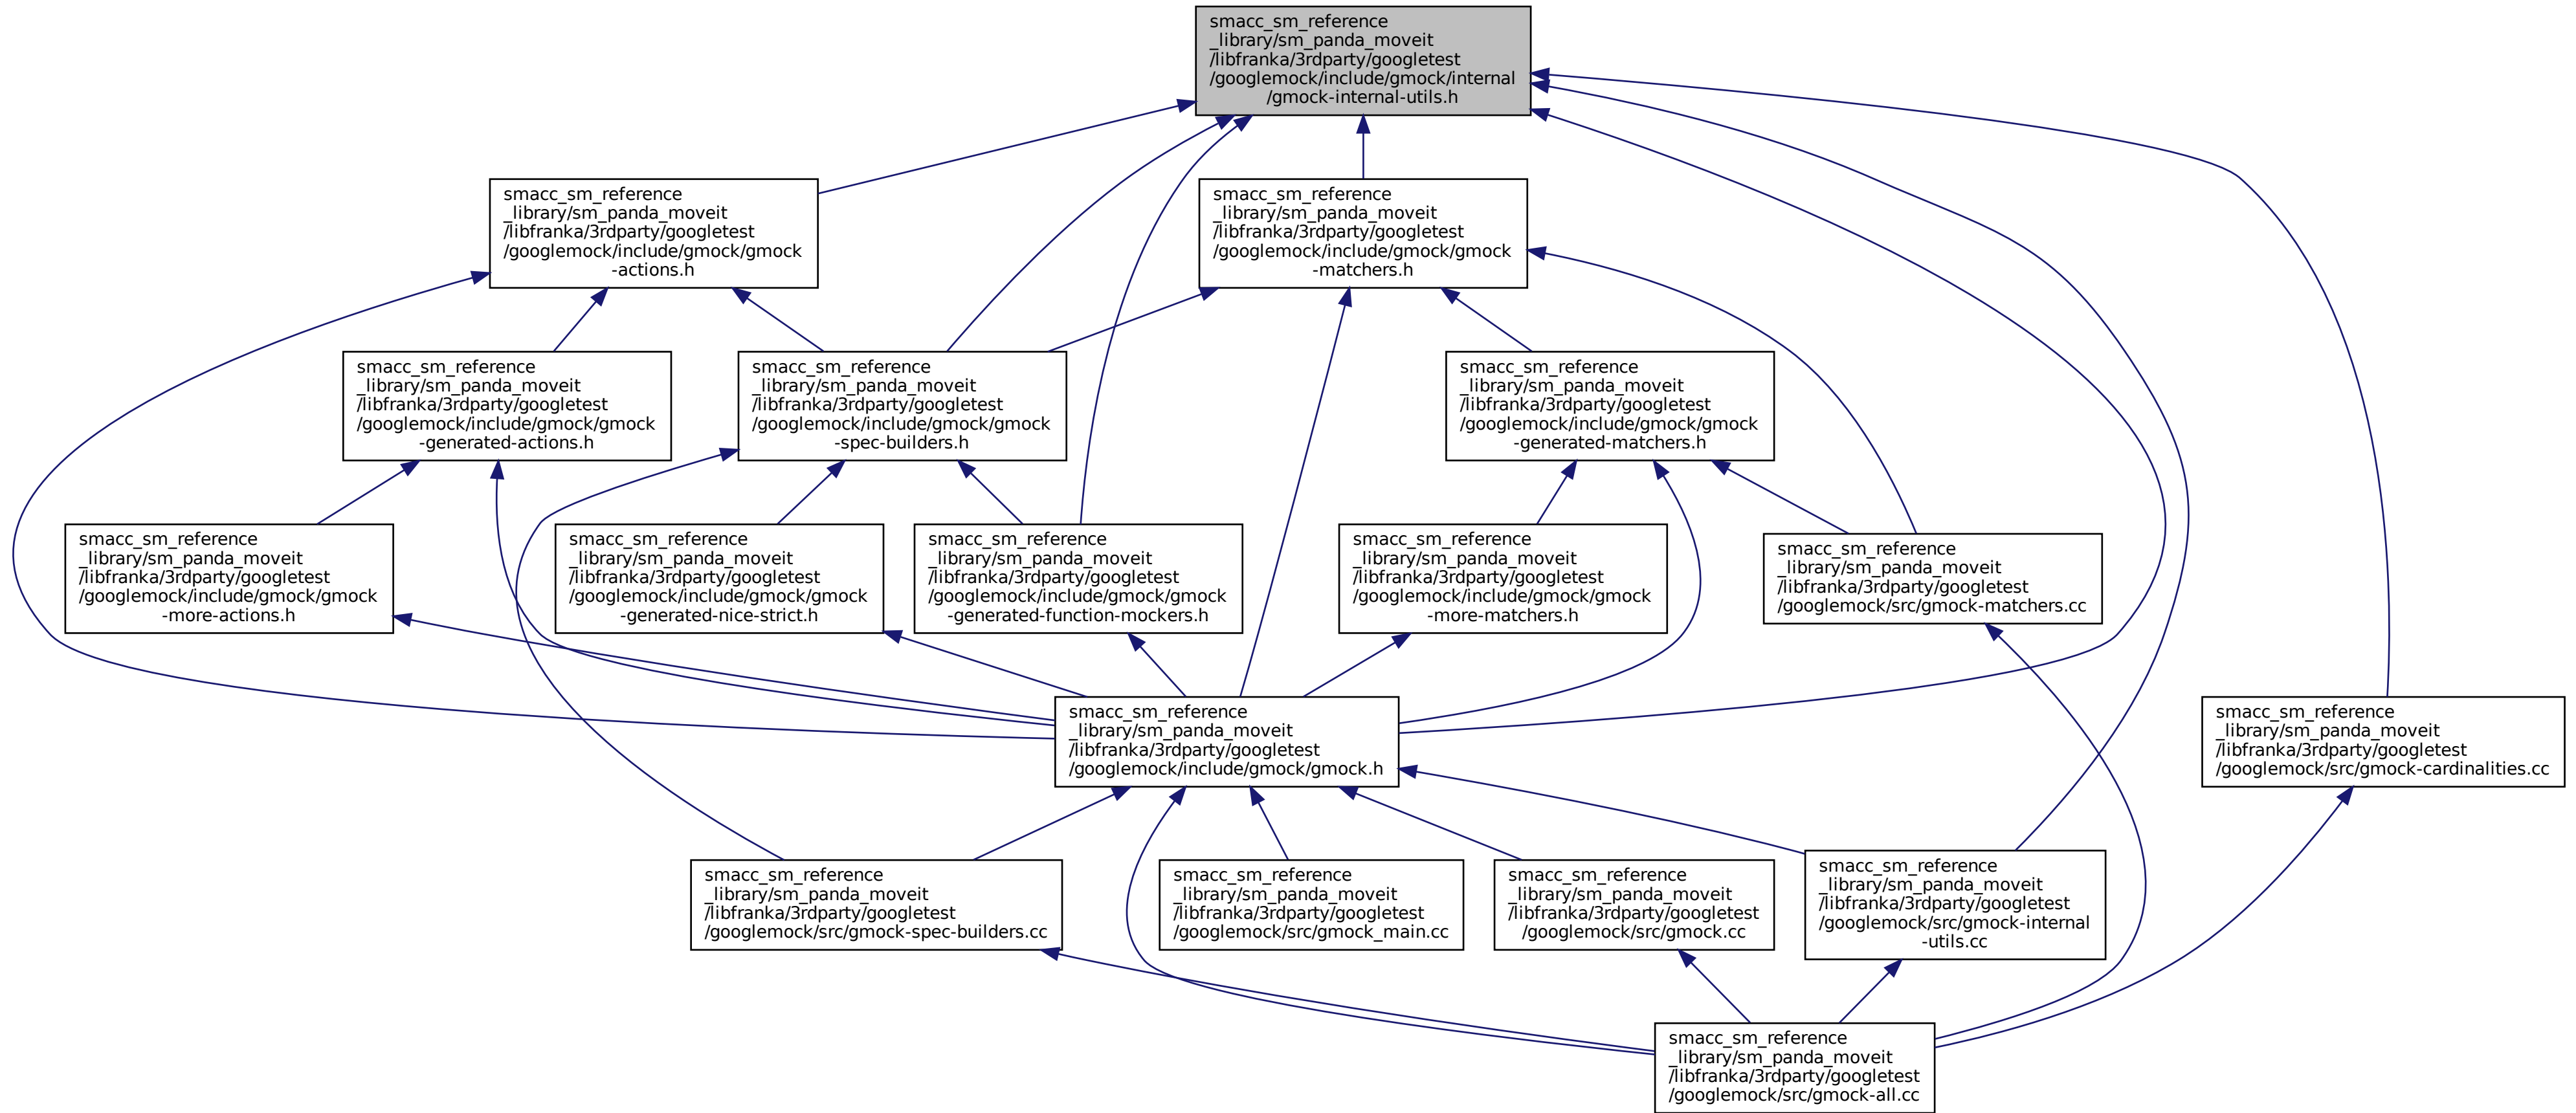 smacc_sm_reference
_library/sm_panda_moveit
/libfranka/3rdparty/googletest
/googlemock/include/gmock/internal
/gmock-internal-utils.h
smacc_sm_reference
_library/sm_panda_moveit
/libfranka/3rdparty/googletest
/googlemock/include/gmock/gmock
-actions.h
smacc_sm_reference
_library/sm_panda_moveit
/libfranka/3rdparty/googletest
/googlemock/include/gmock/gmock
-matchers.h
smacc_sm_reference
_library/sm_panda_moveit
/libfranka/3rdparty/googletest
/googlemock/include/gmock/gmock
-generated-actions.h
smacc_sm_reference
_library/sm_panda_moveit
/libfranka/3rdparty/googletest
/googlemock/include/gmock/gmock
-spec-builders.h
smacc_sm_reference
_library/sm_panda_moveit
/libfranka/3rdparty/googletest
/googlemock/include/gmock/gmock
-generated-matchers.h
smacc_sm_reference
_library/sm_panda_moveit
/libfranka/3rdparty/googletest
/googlemock/include/gmock/gmock
-more-actions.h
smacc_sm_reference
_library/sm_panda_moveit
/libfranka/3rdparty/googletest
/googlemock/include/gmock/gmock
-generated-nice-strict.h
smacc_sm_reference
_library/sm_panda_moveit
/libfranka/3rdparty/googletest
/googlemock/include/gmock/gmock
-generated-function-mockers.h
smacc_sm_reference
_library/sm_panda_moveit
/libfranka/3rdparty/googletest
/googlemock/include/gmock/gmock
-more-matchers.h
smacc_sm_reference
_library/sm_panda_moveit
/libfranka/3rdparty/googletest
/googlemock/src/gmock-matchers.cc
smacc_sm_reference
_library/sm_panda_moveit
/libfranka/3rdparty/googletest
/googlemock/include/gmock/gmock.h
smacc_sm_reference
_library/sm_panda_moveit
/libfranka/3rdparty/googletest
/googlemock/src/gmock-cardinalities.cc
smacc_sm_reference
_library/sm_panda_moveit
/libfranka/3rdparty/googletest
/googlemock/src/gmock-spec-builders.cc
smacc_sm_reference
_library/sm_panda_moveit
/libfranka/3rdparty/googletest
/googlemock/src/gmock_main.cc
smacc_sm_reference
_library/sm_panda_moveit
/libfranka/3rdparty/googletest
/googlemock/src/gmock.cc
smacc_sm_reference
_library/sm_panda_moveit
/libfranka/3rdparty/googletest
/googlemock/src/gmock-internal
-utils.cc
smacc_sm_reference
_library/sm_panda_moveit
/libfranka/3rdparty/googletest
/googlemock/src/gmock-all.cc